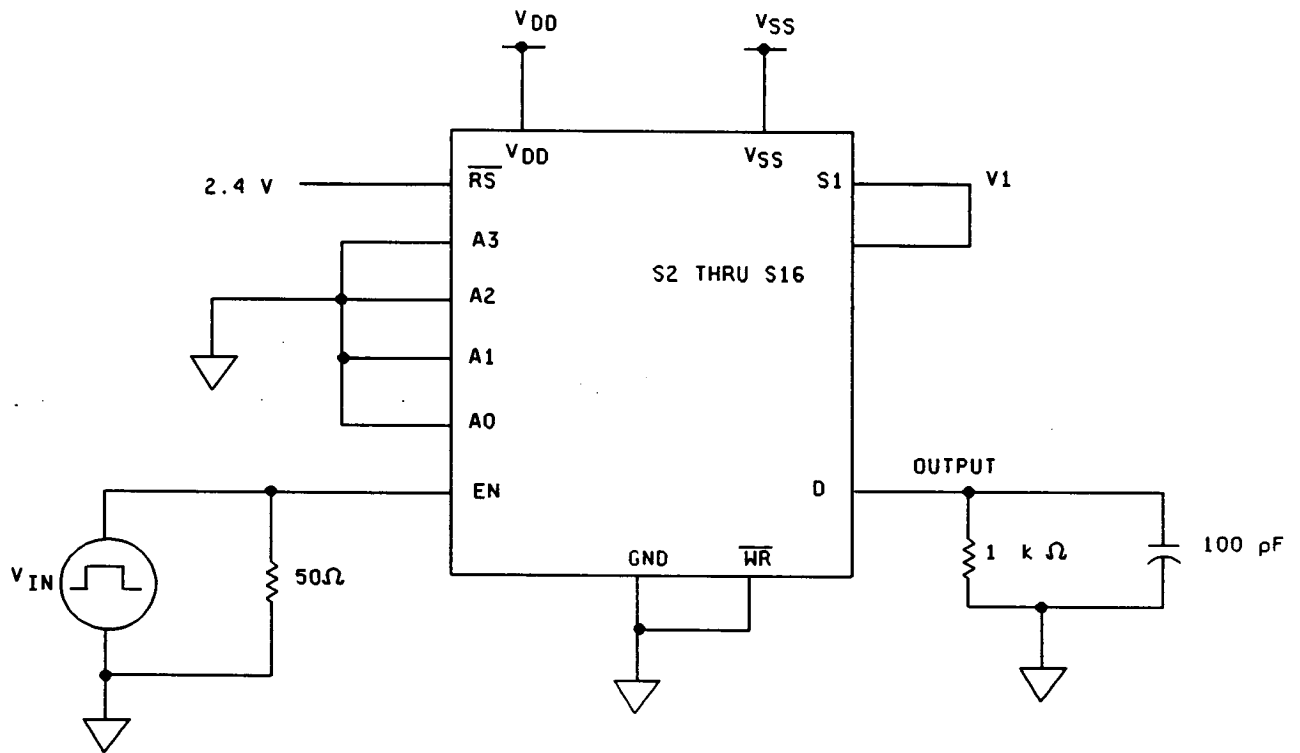 VDD
VSS
VDD
VSS
2.4 V
RS
S1
V1
A3
S2 THRU S16
A2
A1
A0
OUTPUT
EN
D
VIN
50Ω
GND
WR
1 k Ω
100 pF